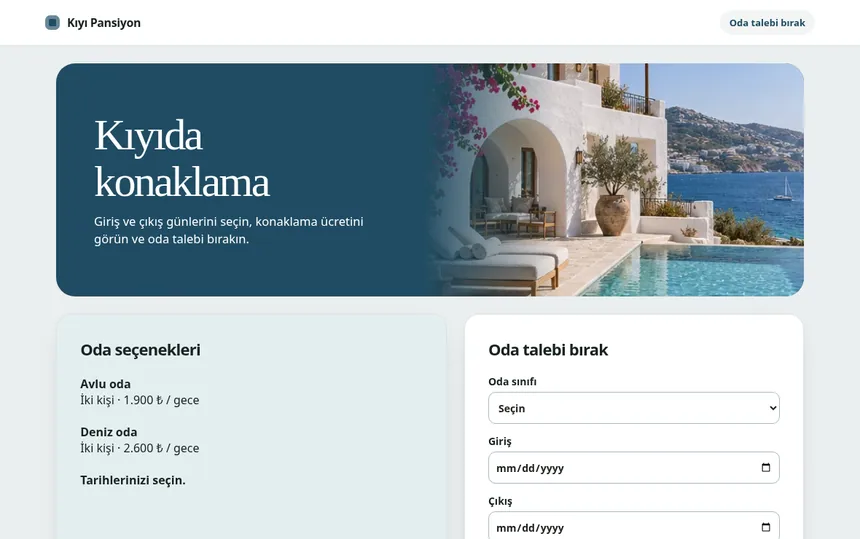 Kıyı Pansiyon
Oda talebi bırak
Kıyıda
konaklama
Giriş ve çıkış günlerini seçin, konaklama ücretini
görün ve oda talebi bırakın.
Oda seçenekleri
Avlu oda
İki kişi · 1.900 ₺ / gece
Deniz oda
İki kişi · 2.600 ₺ / gece
Tarihlerinizi seçin.
Oda talebi bırak
Oda sınıfı
Seçin
Giriş
mm/dd/yyyy
Çıkış
mm/dd/yyyy